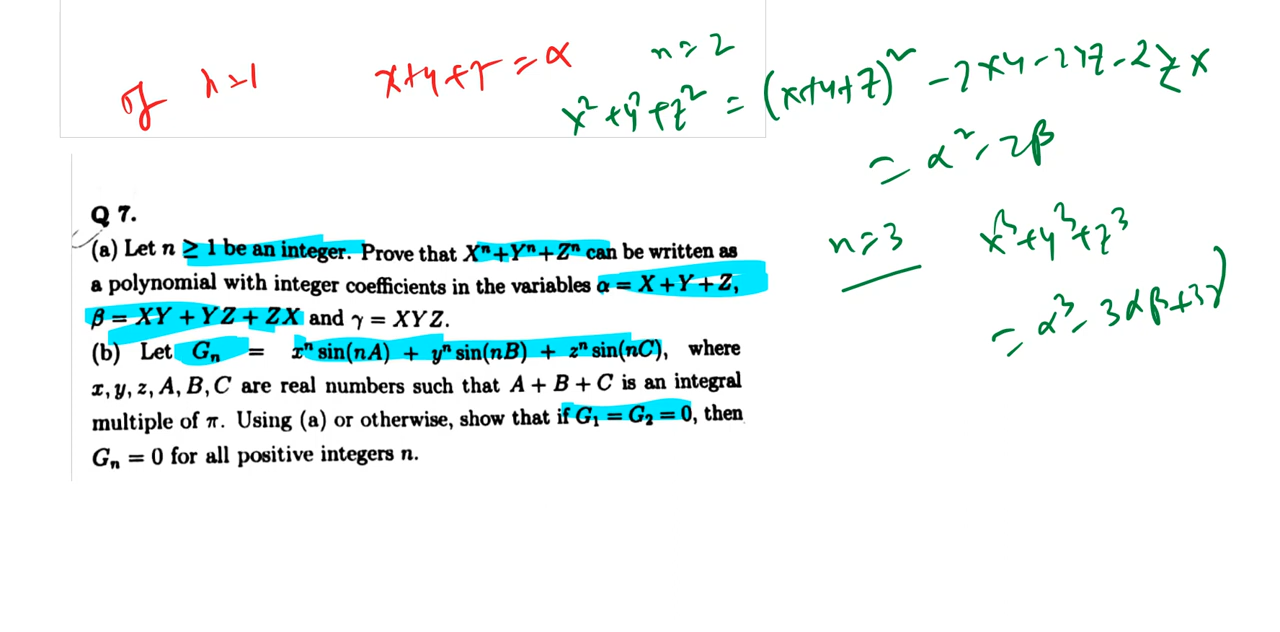 of n=1 x+y+z=α n=2
x²+y²+z² = (x+y+z)² - 2xy - 2yz - 2zx
= α² - 2β
Q 7.
(a) Let n ≥ 1 be an integer. Prove that Xⁿ+Yⁿ+Zⁿ can be written as
a polynomial with integer coefficients in the variables α = X+Y+Z,
β = XY + YZ + ZX and γ = XYZ.
(b) Let Gₙ = xⁿ sin(nA) + yⁿ sin(nB) + zⁿ sin(nC), where
x, y, z, A, B, C are real numbers such that A + B + C is an integral
multiple of π. Using (a) or otherwise, show that if G₁ = G₂ = 0, then
Gₙ = 0 for all positive integers n.
n=3 x³+y³+z³
= α³ - 3αβ + 3γ